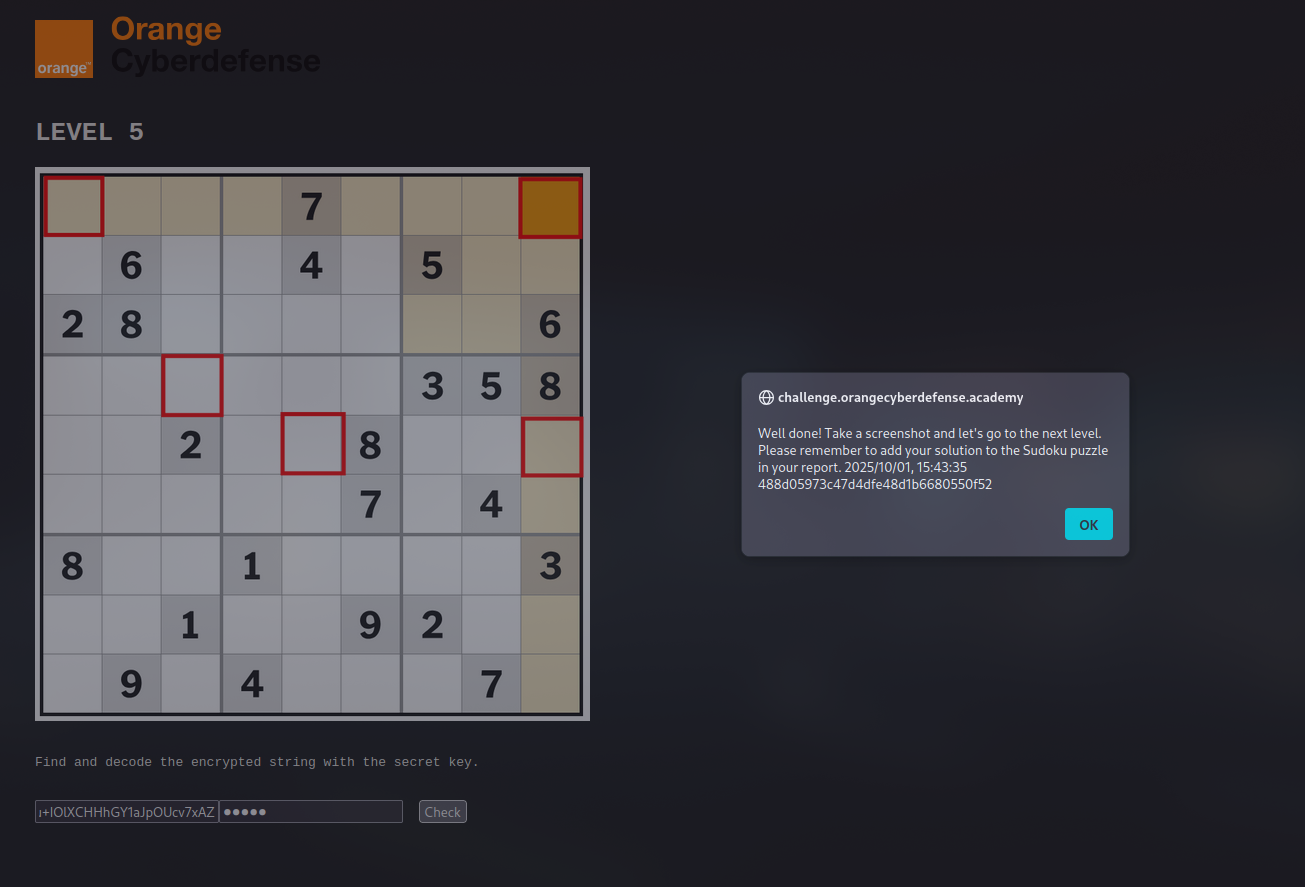 Orange
Cyberdefense
orange™
LEVEL 5
7
6 4 5
2 8 6
3 5 8
2 8
7 4
8 1 3
1 9 2
9 4 7
challenge.orangecyberdefense.academy
Well done! Take a screenshot and let's go to the next level.
Please remember to add your solution to the Sudoku puzzle
in your report. 2025/10/01, 15:43:35
488d05973c47d4dfe48d1b6680550f52
OK
Find and decode the encrypted string with the secret key.
●●●●● Check